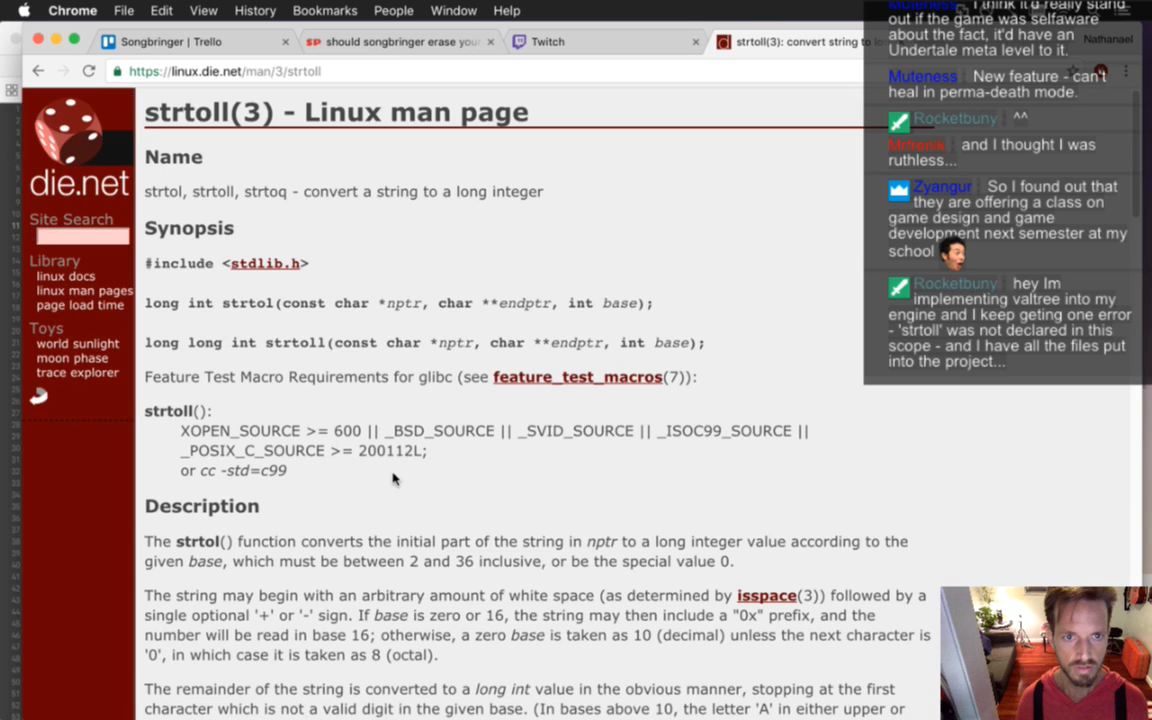 Chrome File Edit View History Bookmarks People Window Help
Songbringer | Trello
should songbringer erase your
Twitch
strtoll(3): convert string to lo
Nathanael
https://linux.die.net/man/3/strtoll
die.net
Site Search
Library
linux docs
linux man pages
page load time
Toys
world sunlight
moon phase
trace explorer
strtoll(3) - Linux man page
Name
strtol, strtoll, strtoq - convert a string to a long integer
Synopsis
#include <stdlib.h>
long int strtol(const char *nptr, char **endptr, int base);
long long int strtoll(const char *nptr, char **endptr, int base);
Feature Test Macro Requirements for glibc (see feature_test_macros(7)):
strtoll():
XOPEN_SOURCE >= 600 || _BSD_SOURCE || _SVID_SOURCE || _ISOC99_SOURCE ||
_POSIX_C_SOURCE >= 200112L;
or cc -std=c99
Description
The strtol() function converts the initial part of the string in nptr to a long integer value according to the
given base, which must be between 2 and 36 inclusive, or be the special value 0.
The string may begin with an arbitrary amount of white space (as determined by isspace(3)) followed by a
single optional '+' or '-' sign. If base is zero or 16, the string may then include a "0x" prefix, and the
number will be read in base 16; otherwise, a zero base is taken as 10 (decimal) unless the next character is
'0', in which case it is taken as 8 (octal).
The remainder of the string is converted to a long int value in the obvious manner, stopping at the first
character which is not a valid digit in the given base. (In bases above 10, the letter 'A' in either upper or
Muteness I think it'd really stand
out if the game was selfaware
about the fact, it'd have an
Undertale meta level to it.
Muteness New feature - can't
heal in perma-death mode.
Rocketbuny ^^
Mrfrenik and I thought I was
ruthless...
Zyangur So I found out that
they are offering a class on
game design and game
development next semester at my
school
Rocketbuny hey Im
implementing valtree into my
engine and I keep geting one error
- 'strtoll' was not declared in this
scope - and I have all the files put
into the project...